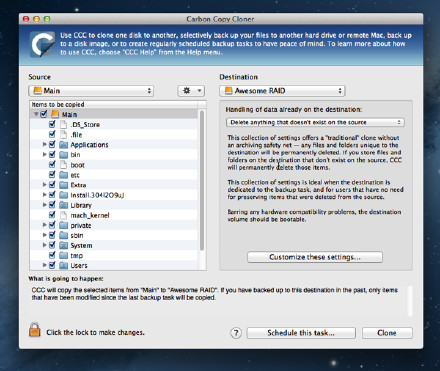 Carbon Copy Cloner
Use CCC to clone one disk to another, selectively back up your files to another hard drive or remote Mac, back up
to a disk image, or to create regularly scheduled backup tasks to have peace of mind. To learn more about how
to use CCC, choose "CCC Help" from the Help menu.
Source
Main
Items to be copied
Main
.DS_Store
.file
Applications
bin
boot
etc
Extra
Library
mach_kernel
private
sbin
System
tmp
Users
Destination
Awesome RAID
Handling of data already on the destination:
Delete anything that doesn't exist on the source
This collection of settings offers a "traditional" clone without
an archiving safety net — any files and folders unique to the
destination will be permanently deleted. If you store files and
folders on the destination that don't exist on the source, CCC
will permanently delete those items.
This collection of settings is ideal when the destination is
dedicated to the backup task, and for users that have no need
for preserving items that were deleted from the source.
Barring any hardware compatibility problems, the destination
volume should be bootable.
Customize these settings...
What is going to happen:
CCC will copy the selected items from "Main" to "Awesome RAID". If you have backed up to this destination in the past, only items
that have been modified since the last backup task will be copied.
Click the lock to make changes.
?
Schedule this task...
Clone